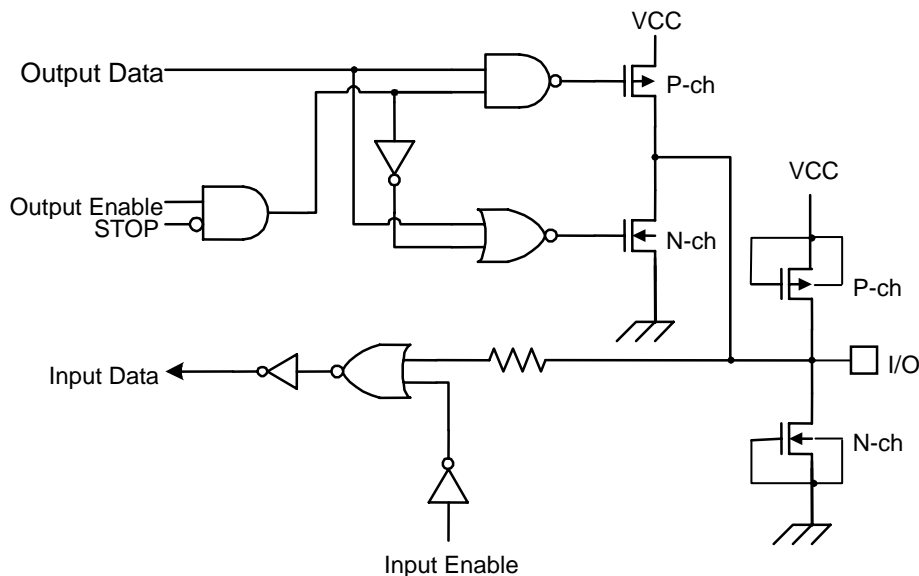 VCC
Output Data
P-ch
VCC
Output Enable
STOP
N-ch
P-ch
Input Data
I/O
N-ch
Input Enable